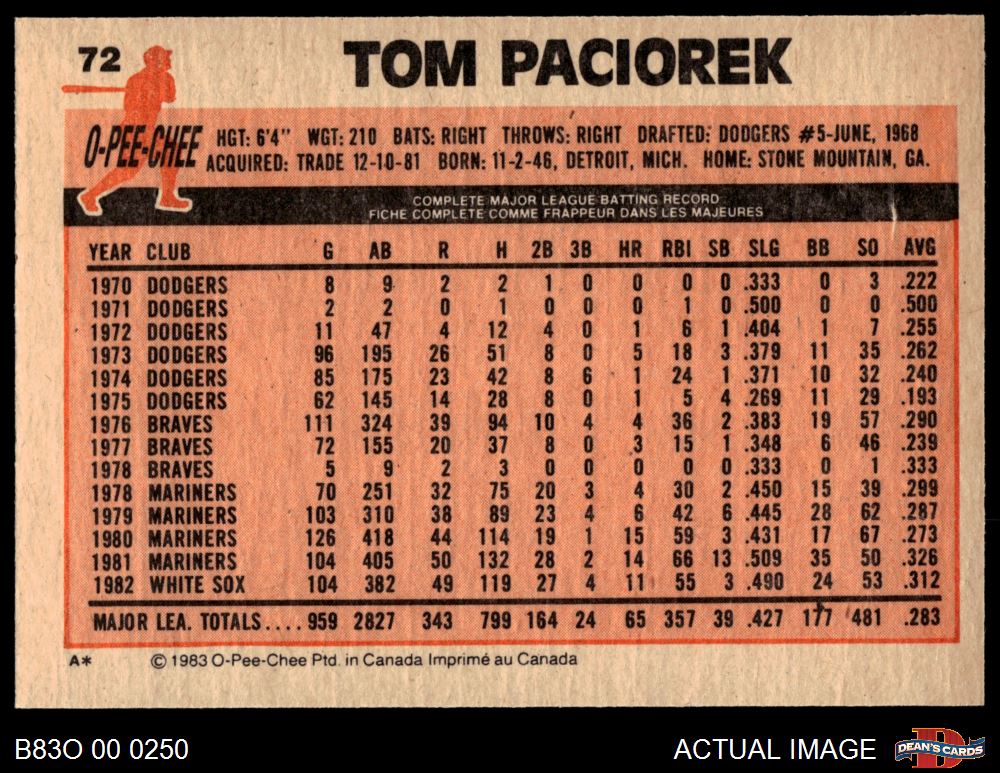 72
TOM PACIOREK
O-PEE-CHEE
HGT: 6'4" WGT: 210 BATS: RIGHT THROWS: RIGHT DRAFTED: DODGERS #5-JUNE, 1968
ACQUIRED: TRADE 12-10-81 BORN: 11-2-46, DETROIT, MICH. HOME: STONE MOUNTAIN, GA.
COMPLETE MAJOR LEAGUE BATTING RECORD
FICHE COMPLETE COMME FRAPPEUR DANS LES MAJEURES
YEAR CLUB G AB R H 2B 3B HR RBI SB SLG BB SO AVG
1970 DODGERS 8 9 2 2 1 0 0 0 0 .333 0 3 .222
1971 DODGERS 2 2 0 1 0 0 0 1 0 .500 0 0 .500
1972 DODGERS 11 47 4 12 4 0 1 6 1 .404 1 7 .255
1973 DODGERS 96 195 26 51 8 0 5 18 3 .379 11 35 .262
1974 DODGERS 85 175 23 42 8 6 1 24 1 .371 10 32 .240
1975 DODGERS 62 145 14 28 8 0 1 5 4 .269 11 29 .193
1976 BRAVES 111 324 39 94 10 4 4 36 2 .383 19 57 .290
1977 BRAVES 72 155 20 37 8 0 3 15 1 .348 6 46 .239
1978 BRAVES 5 9 2 3 0 0 0 0 0 .333 0 1 .333
1978 MARINERS 70 251 32 75 20 3 4 30 2 .450 15 39 .299
1979 MARINERS 103 310 38 89 23 4 6 42 6 .445 28 62 .287
1980 MARINERS 126 418 44 114 19 1 15 59 3 .431 17 67 .273
1981 MARINERS 104 405 50 132 28 2 14 66 13 .509 35 50 .326
1982 WHITE SOX 104 382 49 119 27 4 11 55 3 .490 24 53 .312
MAJOR LEA. TOTALS.... 959 2827 343 799 164 24 65 357 39 .427 177 481 .283
A* © 1983 O-Pee-Chee Ptd. in Canada Imprimé au Canada
B83O 00 0250 ACTUAL IMAGE DEAN'S CARDS